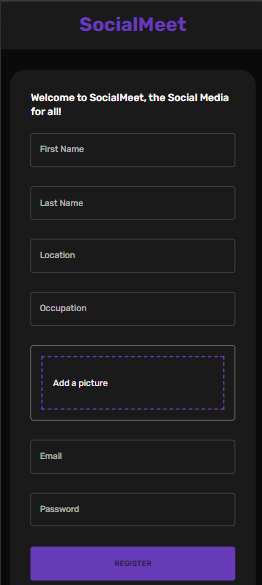 SocialMeet
Welcome to SocialMeet, the Social Media
for all!
First Name
Last Name
Location
Occupation
Add a picture
Email
Password
REGISTER